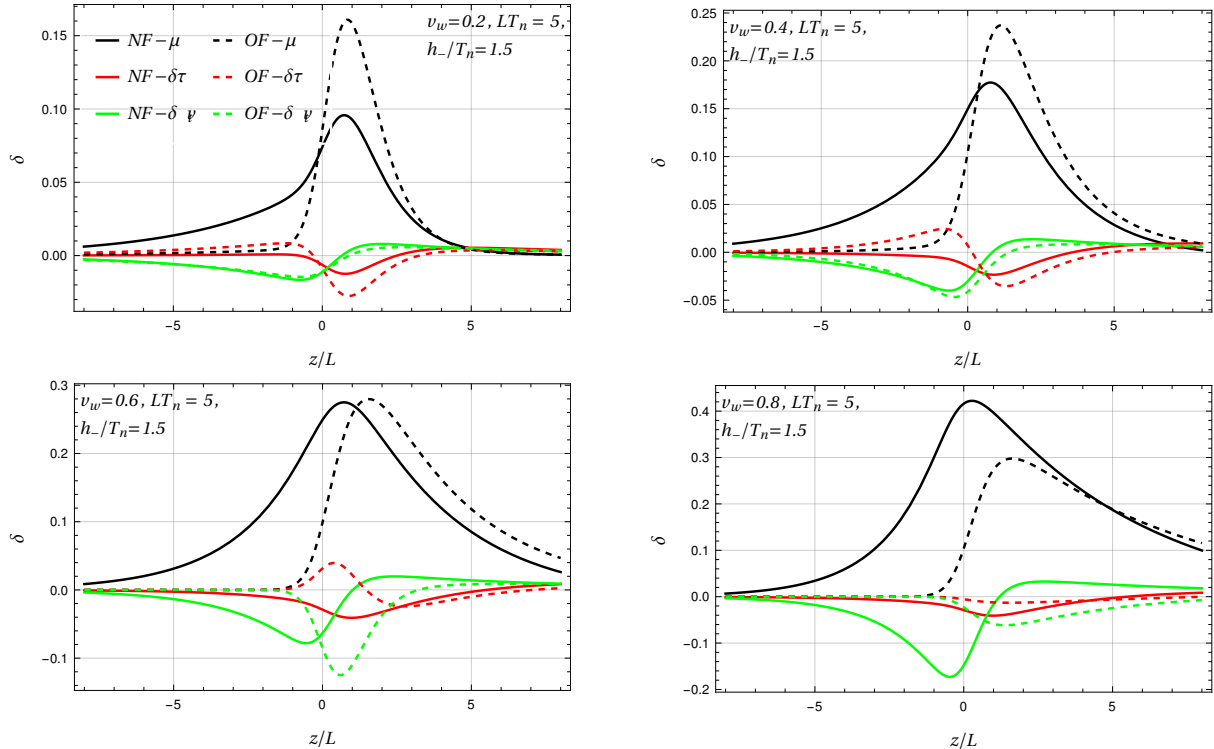 v_w=0.2, LT_n = 5,
h_−/T_n=1.5
NF−μ OF−μ
NF−δτ OF−δτ
NF−δ OF−δ
0.15
0.10
0.05
0.00
δ
−5 0 5
z/L
v_w=0.4, LT_n = 5,
h_−/T_n=1.5
0.25
0.20
0.15
0.10
0.05
0.00
−0.05
δ
−5 0 5
z/L
v_w=0.6, LT_n = 5,
h_−/T_n=1.5
0.3
0.2
0.1
0.0
−0.1
δ
−5 0 5
z/L
v_w=0.8, LT_n = 5,
h_−/T_n=1.5
0.4
0.3
0.2
0.1
0.0
−0.1
−0.2
δ
−5 0 5
z/L